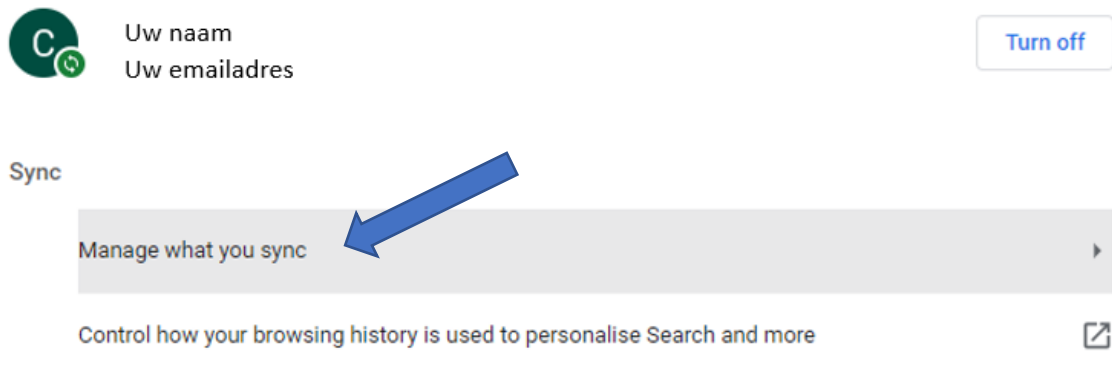 C
Uw naam
Uw emailadres
Turn off
Sync
Manage what you sync
Control how your browsing history is used to personalise Search and more